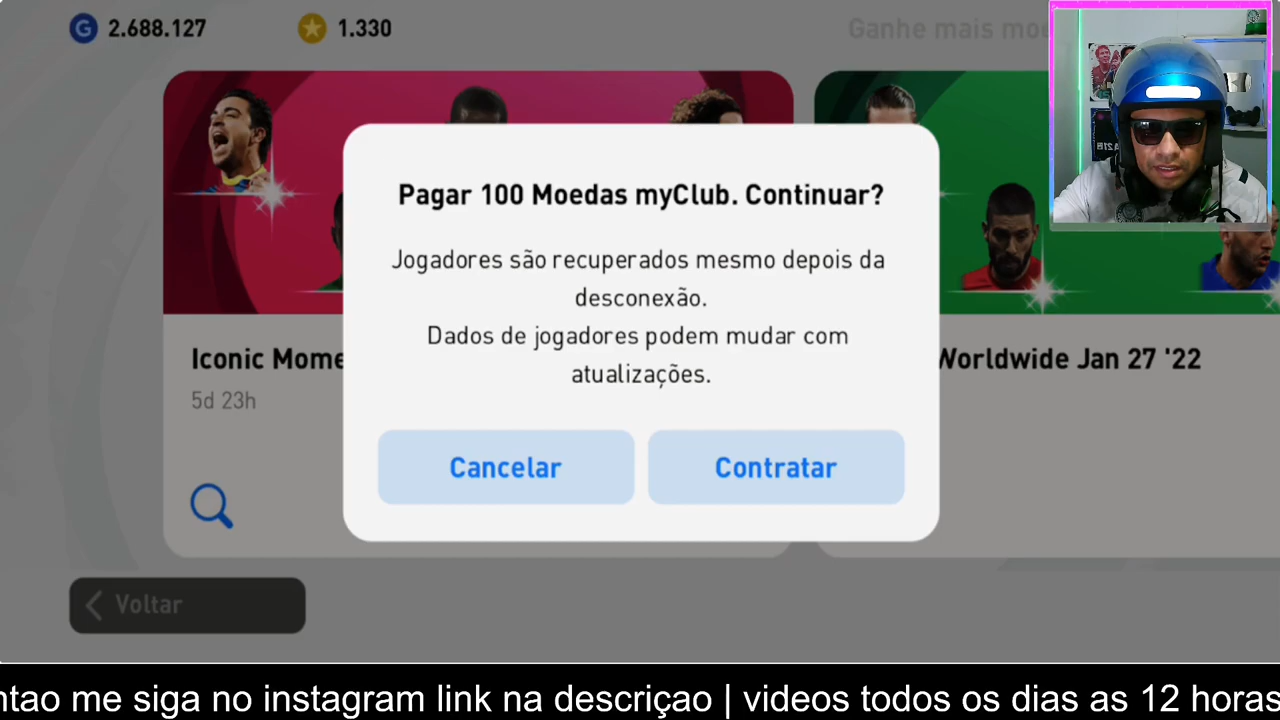 2.688.127
1.330
Ganhe mais moe
Pagar 100 Moedas myClub. Continuar?
Jogadores são recuperados mesmo depois da
desconexão.
Dados de jogadores podem mudar com
atualizações.
Cancelar
Contratar
Iconic Mome
5d 23h
Worldwide Jan 27 '22
Voltar
ntao me siga no instagram link na descriçao | videos todos os dias as 12 horas